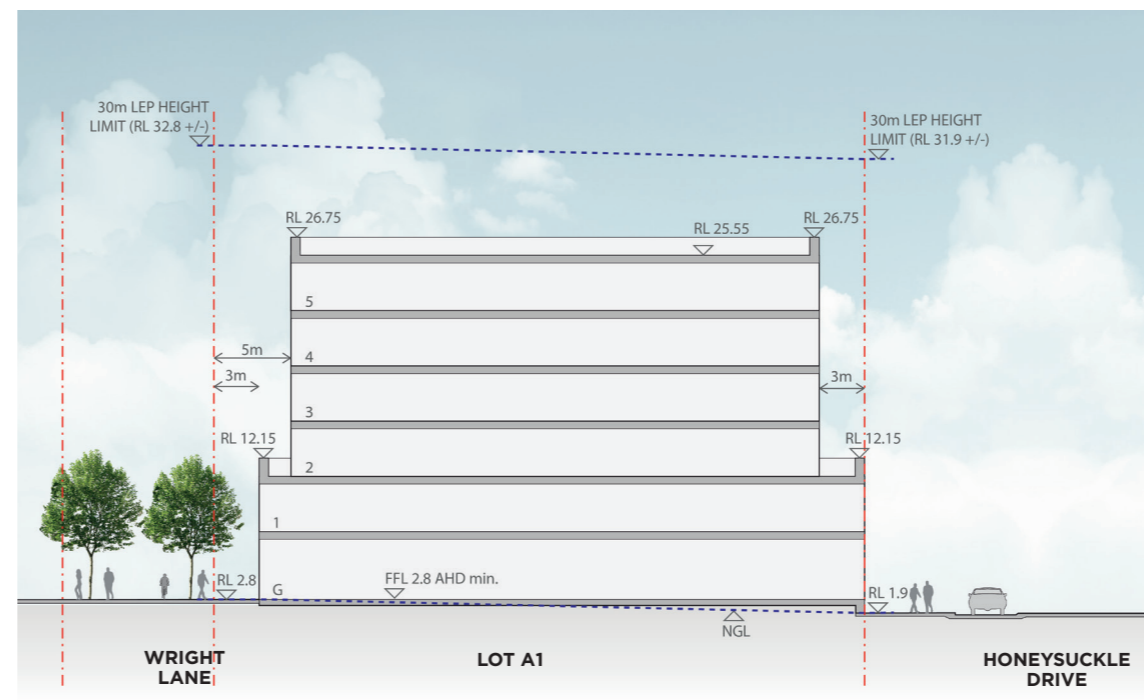 30m LEP HEIGHT
LIMIT (RL 32.8 +/-)
30m LEP HEIGHT
LIMIT (RL 31.9 +/-)
RL 26.75
RL 25.55
RL 26.75
5
5m
4
3m
3m
3
RL 12.15
RL 12.15
2
1
RL 2.8
G
FFL 2.8 AHD min.
RL 1.9
NGL
WRIGHT
LANE
LOT A1
HONEYSUCKLE
DRIVE